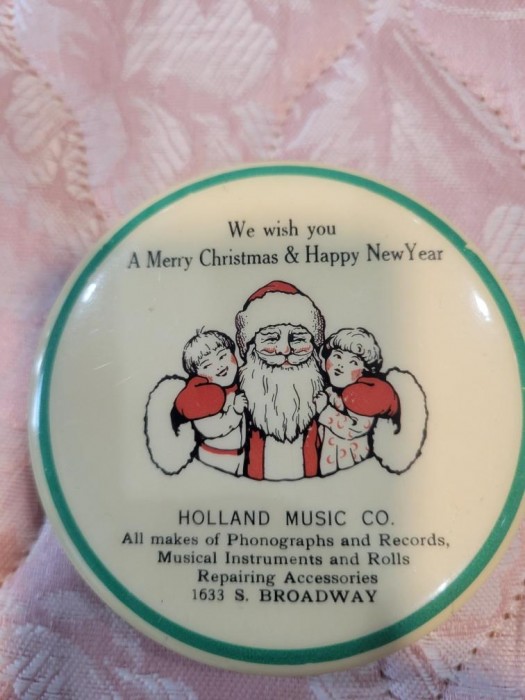 We wish you
A Merry Christmas & Happy New Year
HOLLAND MUSIC CO.
All makes of Phonographs and Records,
Musical Instruments and Rolls
Repairing Accessories
1633 S. BROADWAY